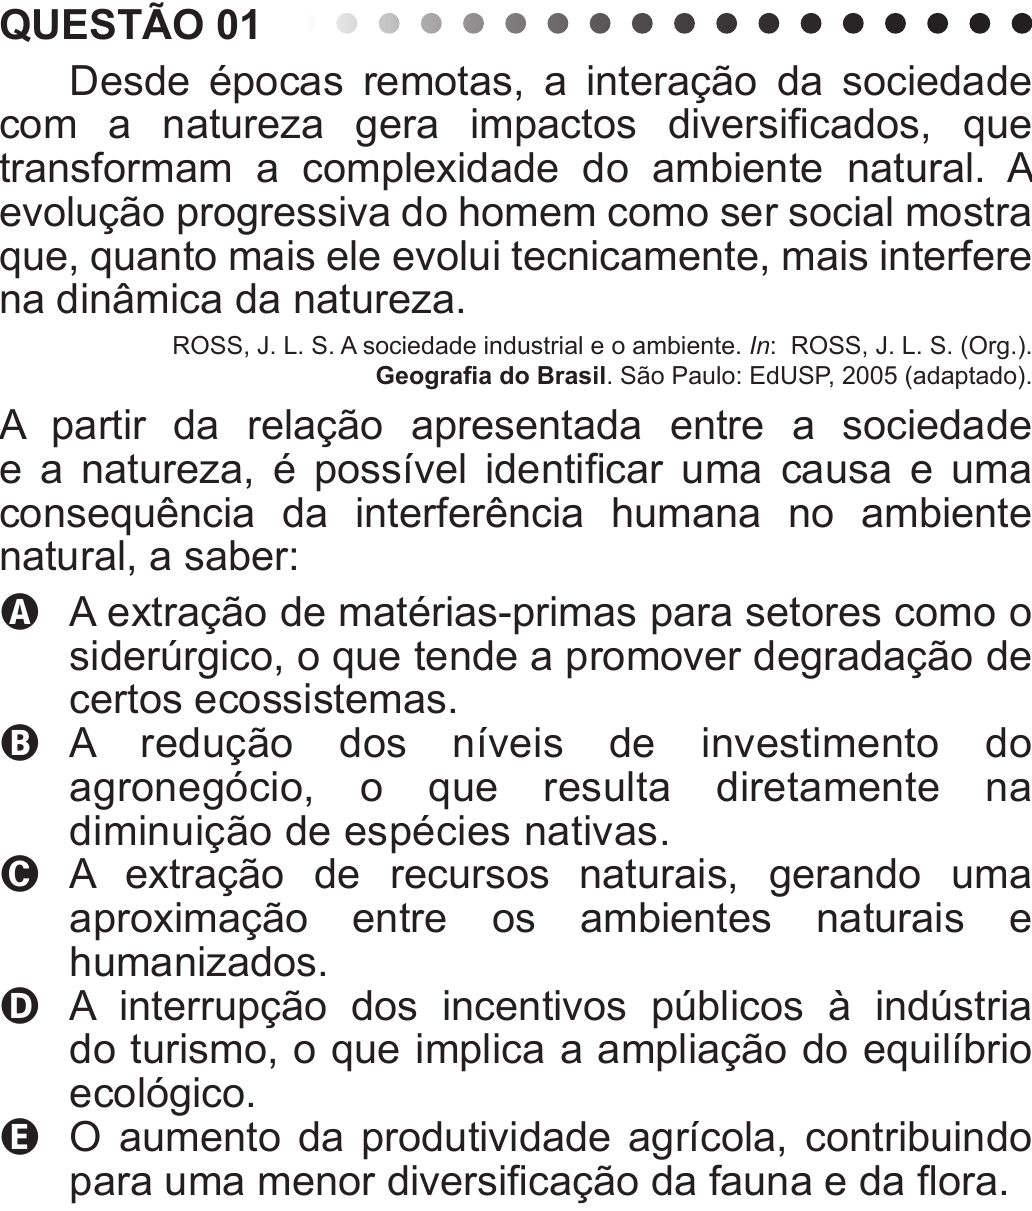 QUESTÃO 01
Desde épocas remotas, a interação da sociedade
com a natureza gera impactos diversificados, que
transformam a complexidade do ambiente natural. A
evolução progressiva do homem como ser social mostra
que, quanto mais ele evolui tecnicamente, mais interfere
na dinâmica da natureza.
ROSS, J. L. S. A sociedade industrial e o ambiente. In: ROSS, J. L. S. (Org.).
Geografia do Brasil. São Paulo: EdUSP, 2005 (adaptado).
A partir da relação apresentada entre a sociedade
e a natureza, é possível identificar uma causa e uma
consequência da interferência humana no ambiente
natural, a saber:
A A extração de matérias-primas para setores como o
siderúrgico, o que tende a promover degradação de
certos ecossistemas.
B A redução dos níveis de investimento do
agronegócio, o que resulta diretamente na
diminuição de espécies nativas.
C A extração de recursos naturais, gerando uma
aproximação entre os ambientes naturais e
humanizados.
D A interrupção dos incentivos públicos à indústria
do turismo, o que implica a ampliação do equilíbrio
ecológico.
E O aumento da produtividade agrícola, contribuindo
para uma menor diversificação da fauna e da flora.